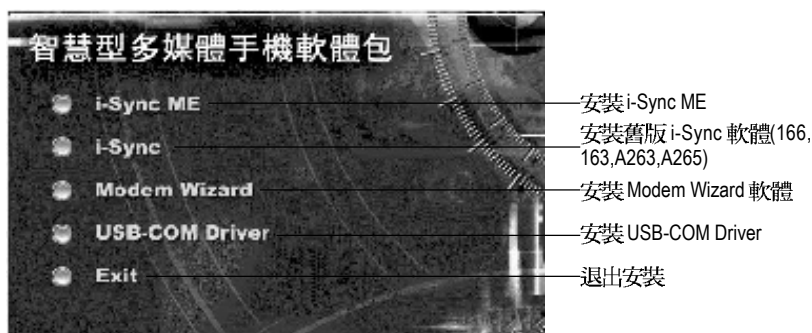 智慧型多媒體手機軟體包
i-Sync ME
安裝 i-Sync ME
i-Sync
安裝舊版 i-Sync 軟體(166,
163,A263,A265)
Modem Wizard
安裝 Modem Wizard 軟體
USB-COM Driver
安裝 USB-COM Driver
Exit
退出安裝